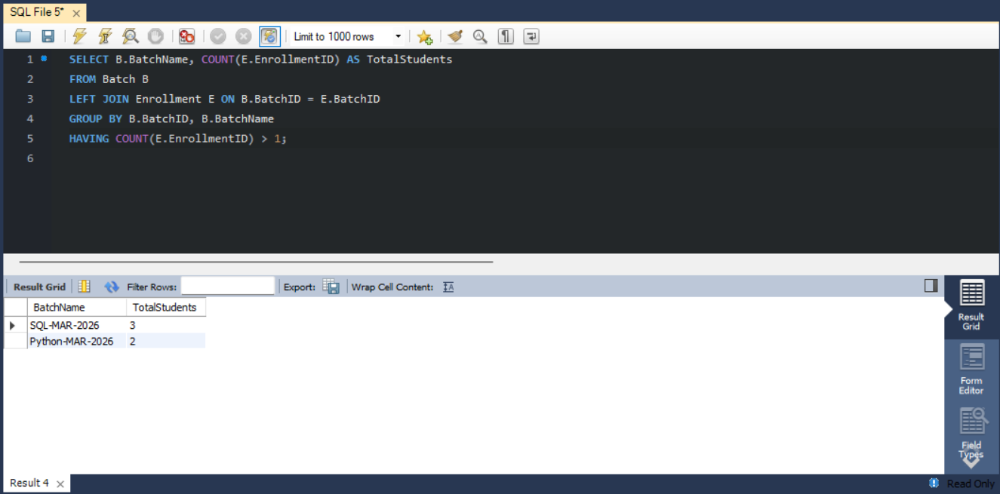 SQL File 5*
Limit to 1000 rows
1 SELECT B.BatchName, COUNT(E.EnrollmentID) AS TotalStudents
2 FROM Batch B
3 LEFT JOIN Enrollment E ON B.BatchID = E.BatchID
4 GROUP BY B.BatchID, B.BatchName
5 HAVING COUNT(E.EnrollmentID) > 1;
6
Result Grid Filter Rows: Export: Wrap Cell Content:
BatchName TotalStudents
SQL-MAR-2026 3
Python-MAR-2026 2
Result
Grid
Form
Editor
Field
Types
Result 4 Read Only